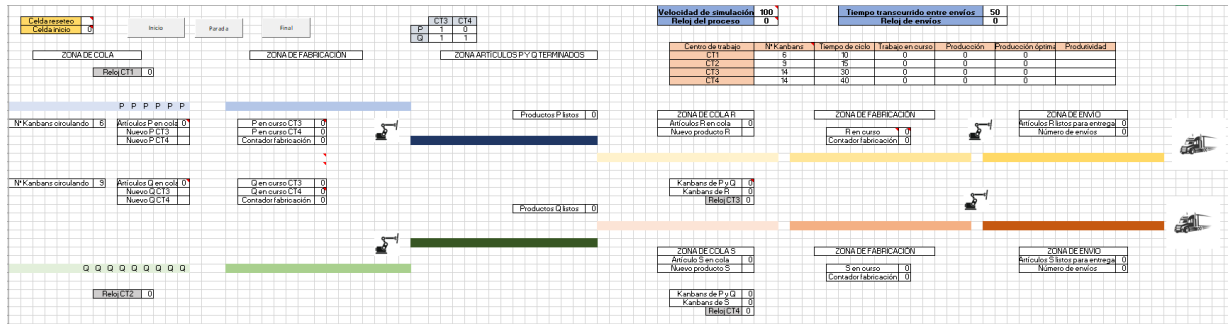 Celda reseteo
Celda inicio 0
Inicio
Parada
Final
CT3 CT4
P 1 0
Q 1 1
Velocidad de simulación 100
Reloj del proceso 0
Tiempo transcurrido entre envíos 50
Reloj de envíos 0
ZONA DE COLA
ZONA DE FABRICACIÓN
ZONA ARTÍCULOS P Y Q TERMINADOS
Reloj CT1 0
Centro de trabajo Nº Kanbans Tiempo de ciclo Trabajo en curso Producción Producción óptima Produtividad
CT1 6 10 0 0 0
CT2 9 15 0 0 0
CT3 14 30 0 0 0
CT4 14 40 0 0 0
P P P P P P
Nº Kanbans circulando 6
Artículos P en cola 0
Nuevo P CT3
Nuevo P CT4
P en curso CT3 0
P en curso CT4 0
Contador fabricación 0
Productos P listos 0
ZONA DE COLA R
Artículos R en cola 0
Nuevo producto R
ZONA DE FABRICACIÓN
R en curso 0
Contador fabricación 0
ZONA DE ENVIO
Artículos R listos para entrega 0
Número de envíos 0
Nº Kanbans circulando 9
Artículos Q en cola 0
Nuevo Q CT3
Nuevo Q CT4
Q en curso CT3 0
Q en curso CT4 0
Contador fabricación 0
Productos Q listos 0
Kanbans de P y Q 0
Kanbans de R 0
Reloj CT3 0
Q Q Q Q Q Q Q Q Q
Reloj CT2 0
ZONA DE COLA S
Artículo S en cola 0
Nuevo producto S
ZONA DE FABRICACIÓN
S en curso 0
Contador fabricación 0
ZONA DE ENVIO
Artículos S listos para entrega 0
Número de envíos 0
Kanbans de P y Q 0
Kanbans de S 0
Reloj CT4 0